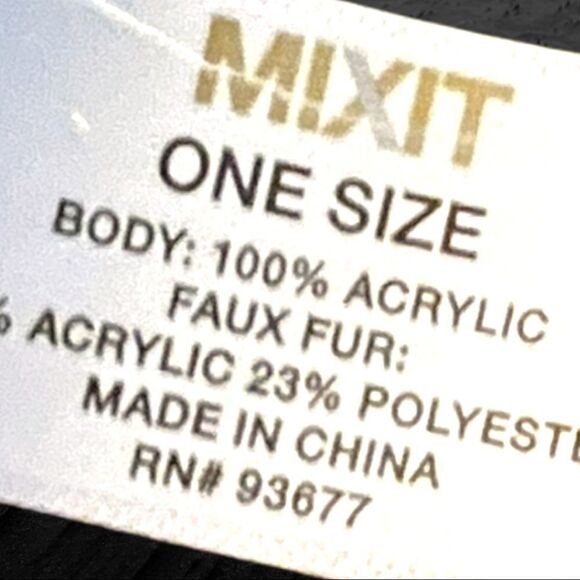 MIXIT
ONE SIZE
BODY: 100% ACRYLIC
FAUX FUR:
% ACRYLIC 23% POLYESTE
MADE IN CHINA
RN# 93677